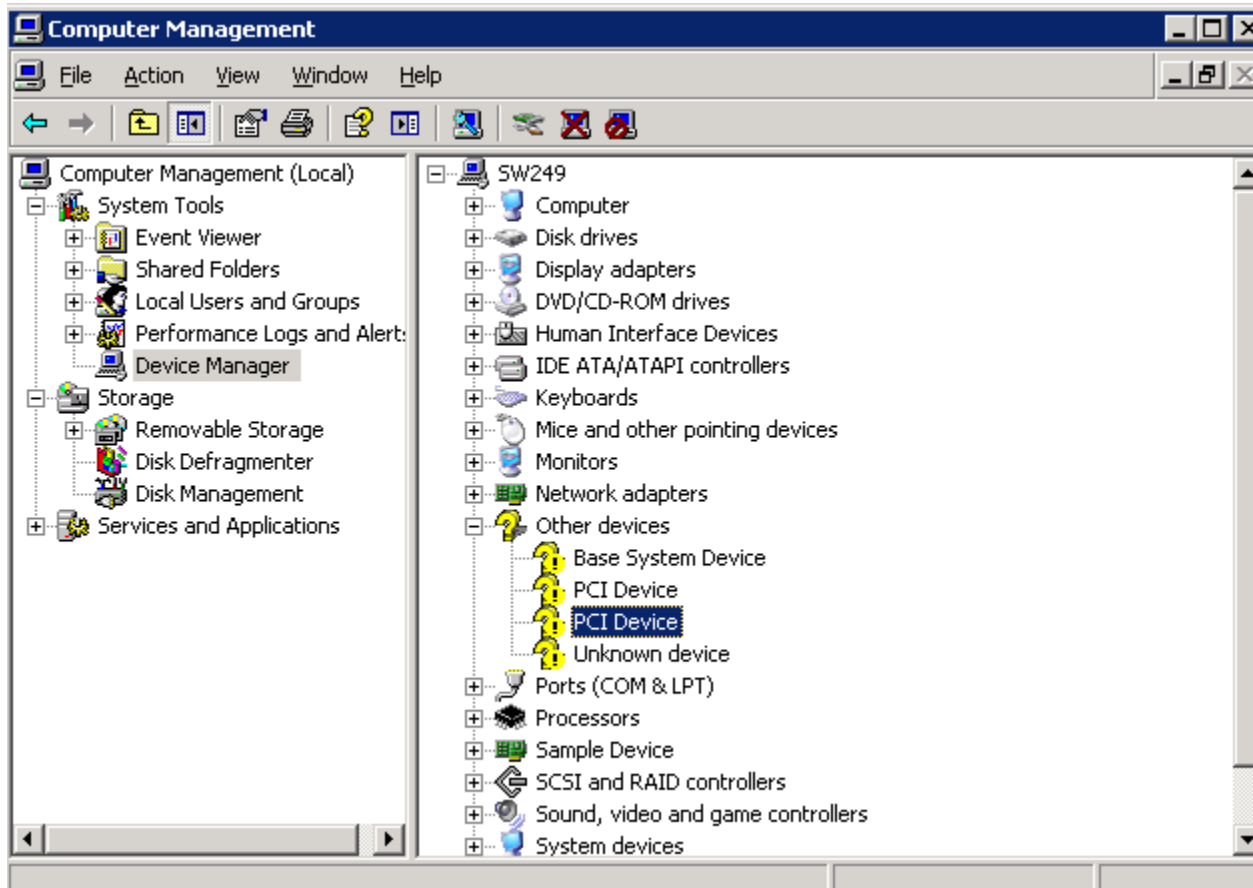 Computer Management
File Action View Window Help
Computer Management (Local)
System Tools
Event Viewer
Shared Folders
Local Users and Groups
Performance Logs and Alert:
Device Manager
Storage
Removable Storage
Disk Defragmenter
Disk Management
Services and Applications
SW249
Computer
Disk drives
Display adapters
DVD/CD-ROM drives
Human Interface Devices
IDE ATA/ATAPI controllers
Keyboards
Mice and other pointing devices
Monitors
Network adapters
Other devices
Base System Device
PCI Device
PCI Device
Unknown device
Ports (COM & LPT)
Processors
Sample Device
SCSI and RAID controllers
Sound, video and game controllers
System devices